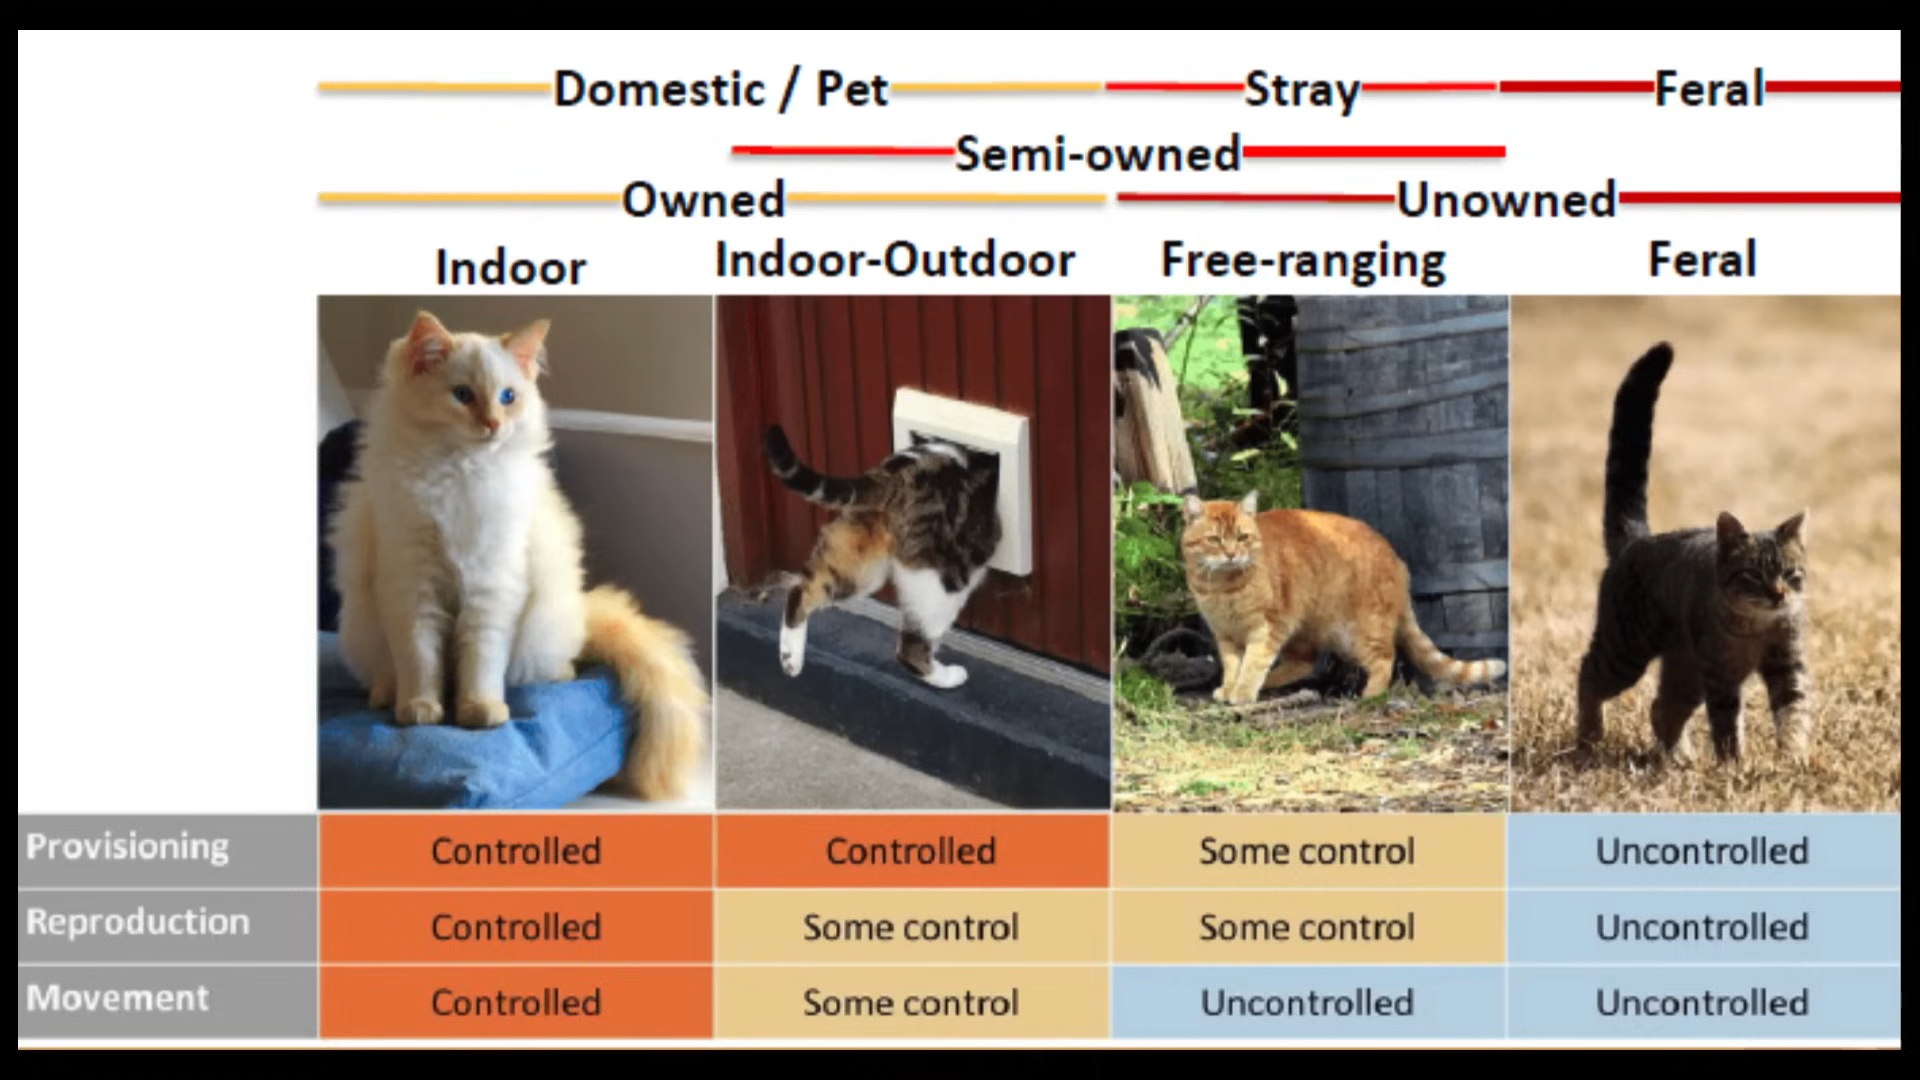 Domestic / Pet Stray Feral
Semi-owned
Owned Unowned
Indoor Indoor-Outdoor Free-ranging Feral
Provisioning Controlled Controlled Some control Uncontrolled
Reproduction Controlled Some control Some control Uncontrolled
Movement Controlled Some control Uncontrolled Uncontrolled